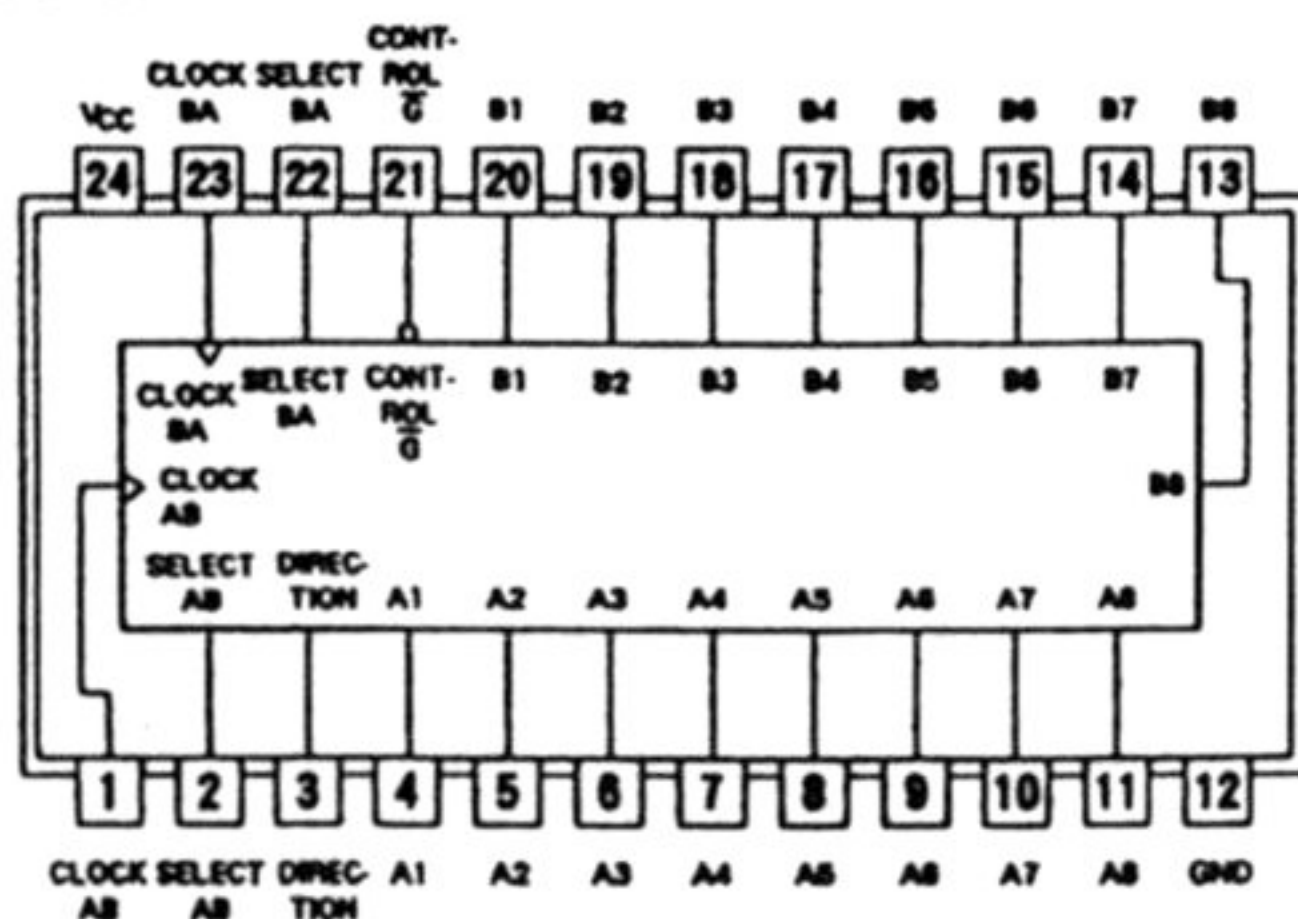 CONT-
CLOCK SELECT ROL
VCC BA BA G̅ B1 B2 B3 B4 B5 B6 B7 B8
24 23 22 21 20 19 18 17 16 15 14 13
CLOCK SELECT CONT- B1 B2 B3 B4 B5 B6 B7
BA BA ROL
G̅
CLOCK B8
AB
SELECT DIREC-
AB TION A1 A2 A3 A4 A5 A6 A7 A8
1 2 3 4 5 6 7 8 9 10 11 12
CLOCK SELECT DIREC- A1 A2 A3 A4 A5 A6 A7 A8 GND
AB AB TION